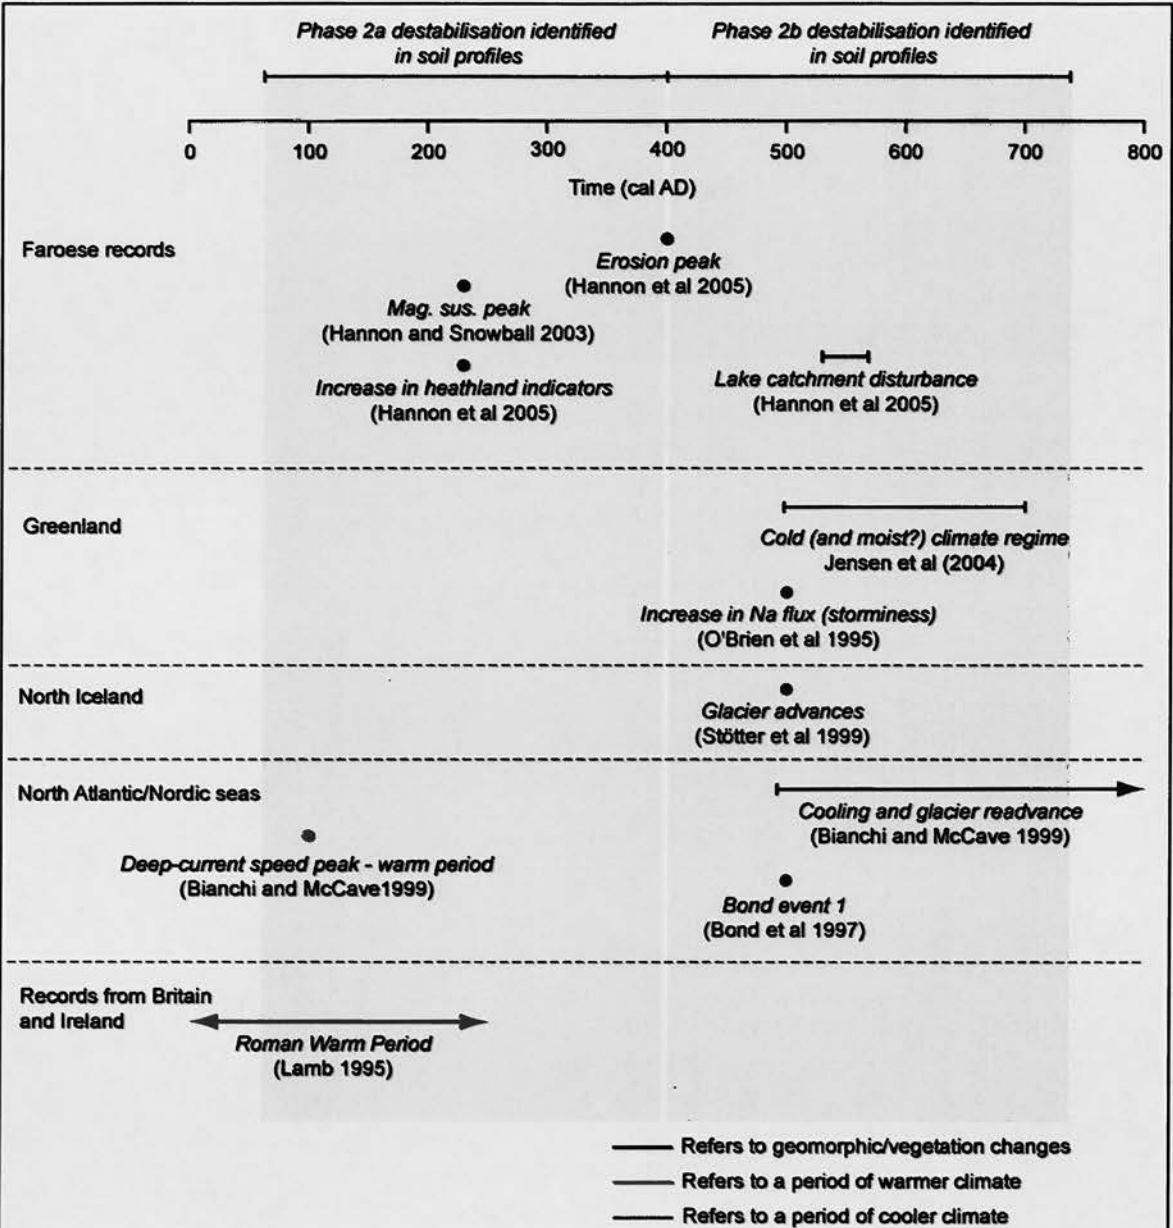 Phase 2a destabilisation identified
in soil profiles
Phase 2b destabilisation identified
in soil profiles
0 100 200 300 400 500 600 700 800
Time (cal AD)
Faroese records
Erosion peak
(Hannon et al 2005)
Mag. sus. peak
(Hannon and Snowball 2003)
Increase in heathland indicators
(Hannon et al 2005)
Lake catchment disturbance
(Hannon et al 2005)
Greenland
Cold (and moist?) climate regime
Jensen et al (2004)
Increase in Na flux (storminess)
(O'Brien et al 1995)
North Iceland
Glacier advances
(Stötter et al 1999)
North Atlantic/Nordic seas
Cooling and glacier readvance
(Bianchi and McCave 1999)
Deep-current speed peak - warm period
(Bianchi and McCave1999)
Bond event 1
(Bond et al 1997)
Records from Britain
and Ireland
Roman Warm Period
(Lamb 1995)
Refers to geomorphic/vegetation changes
Refers to a period of warmer climate
Refers to a period of cooler climate